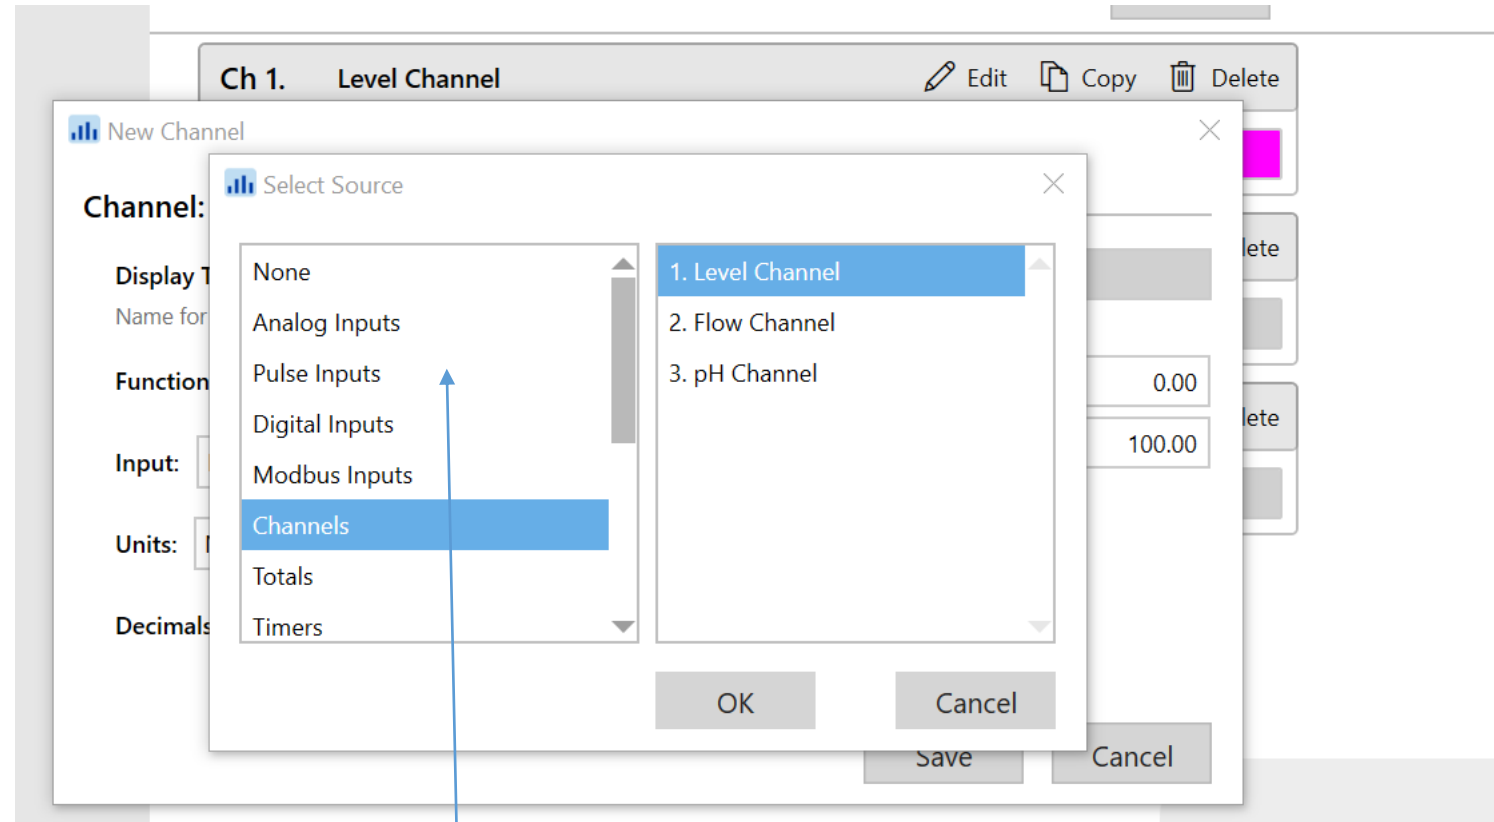 Ch 1. Level Channel Edit Copy Delete
New Channel
Select Source
Channel:
Display
Name for
Function
Input:
Units:
Decimals
None
Analog Inputs
Pulse Inputs
Digital Inputs
Modbus Inputs
Channels
Totals
Timers
1. Level Channel
2. Flow Channel
3. pH Channel
0.00
100.00
OK Cancel
Save Cancel